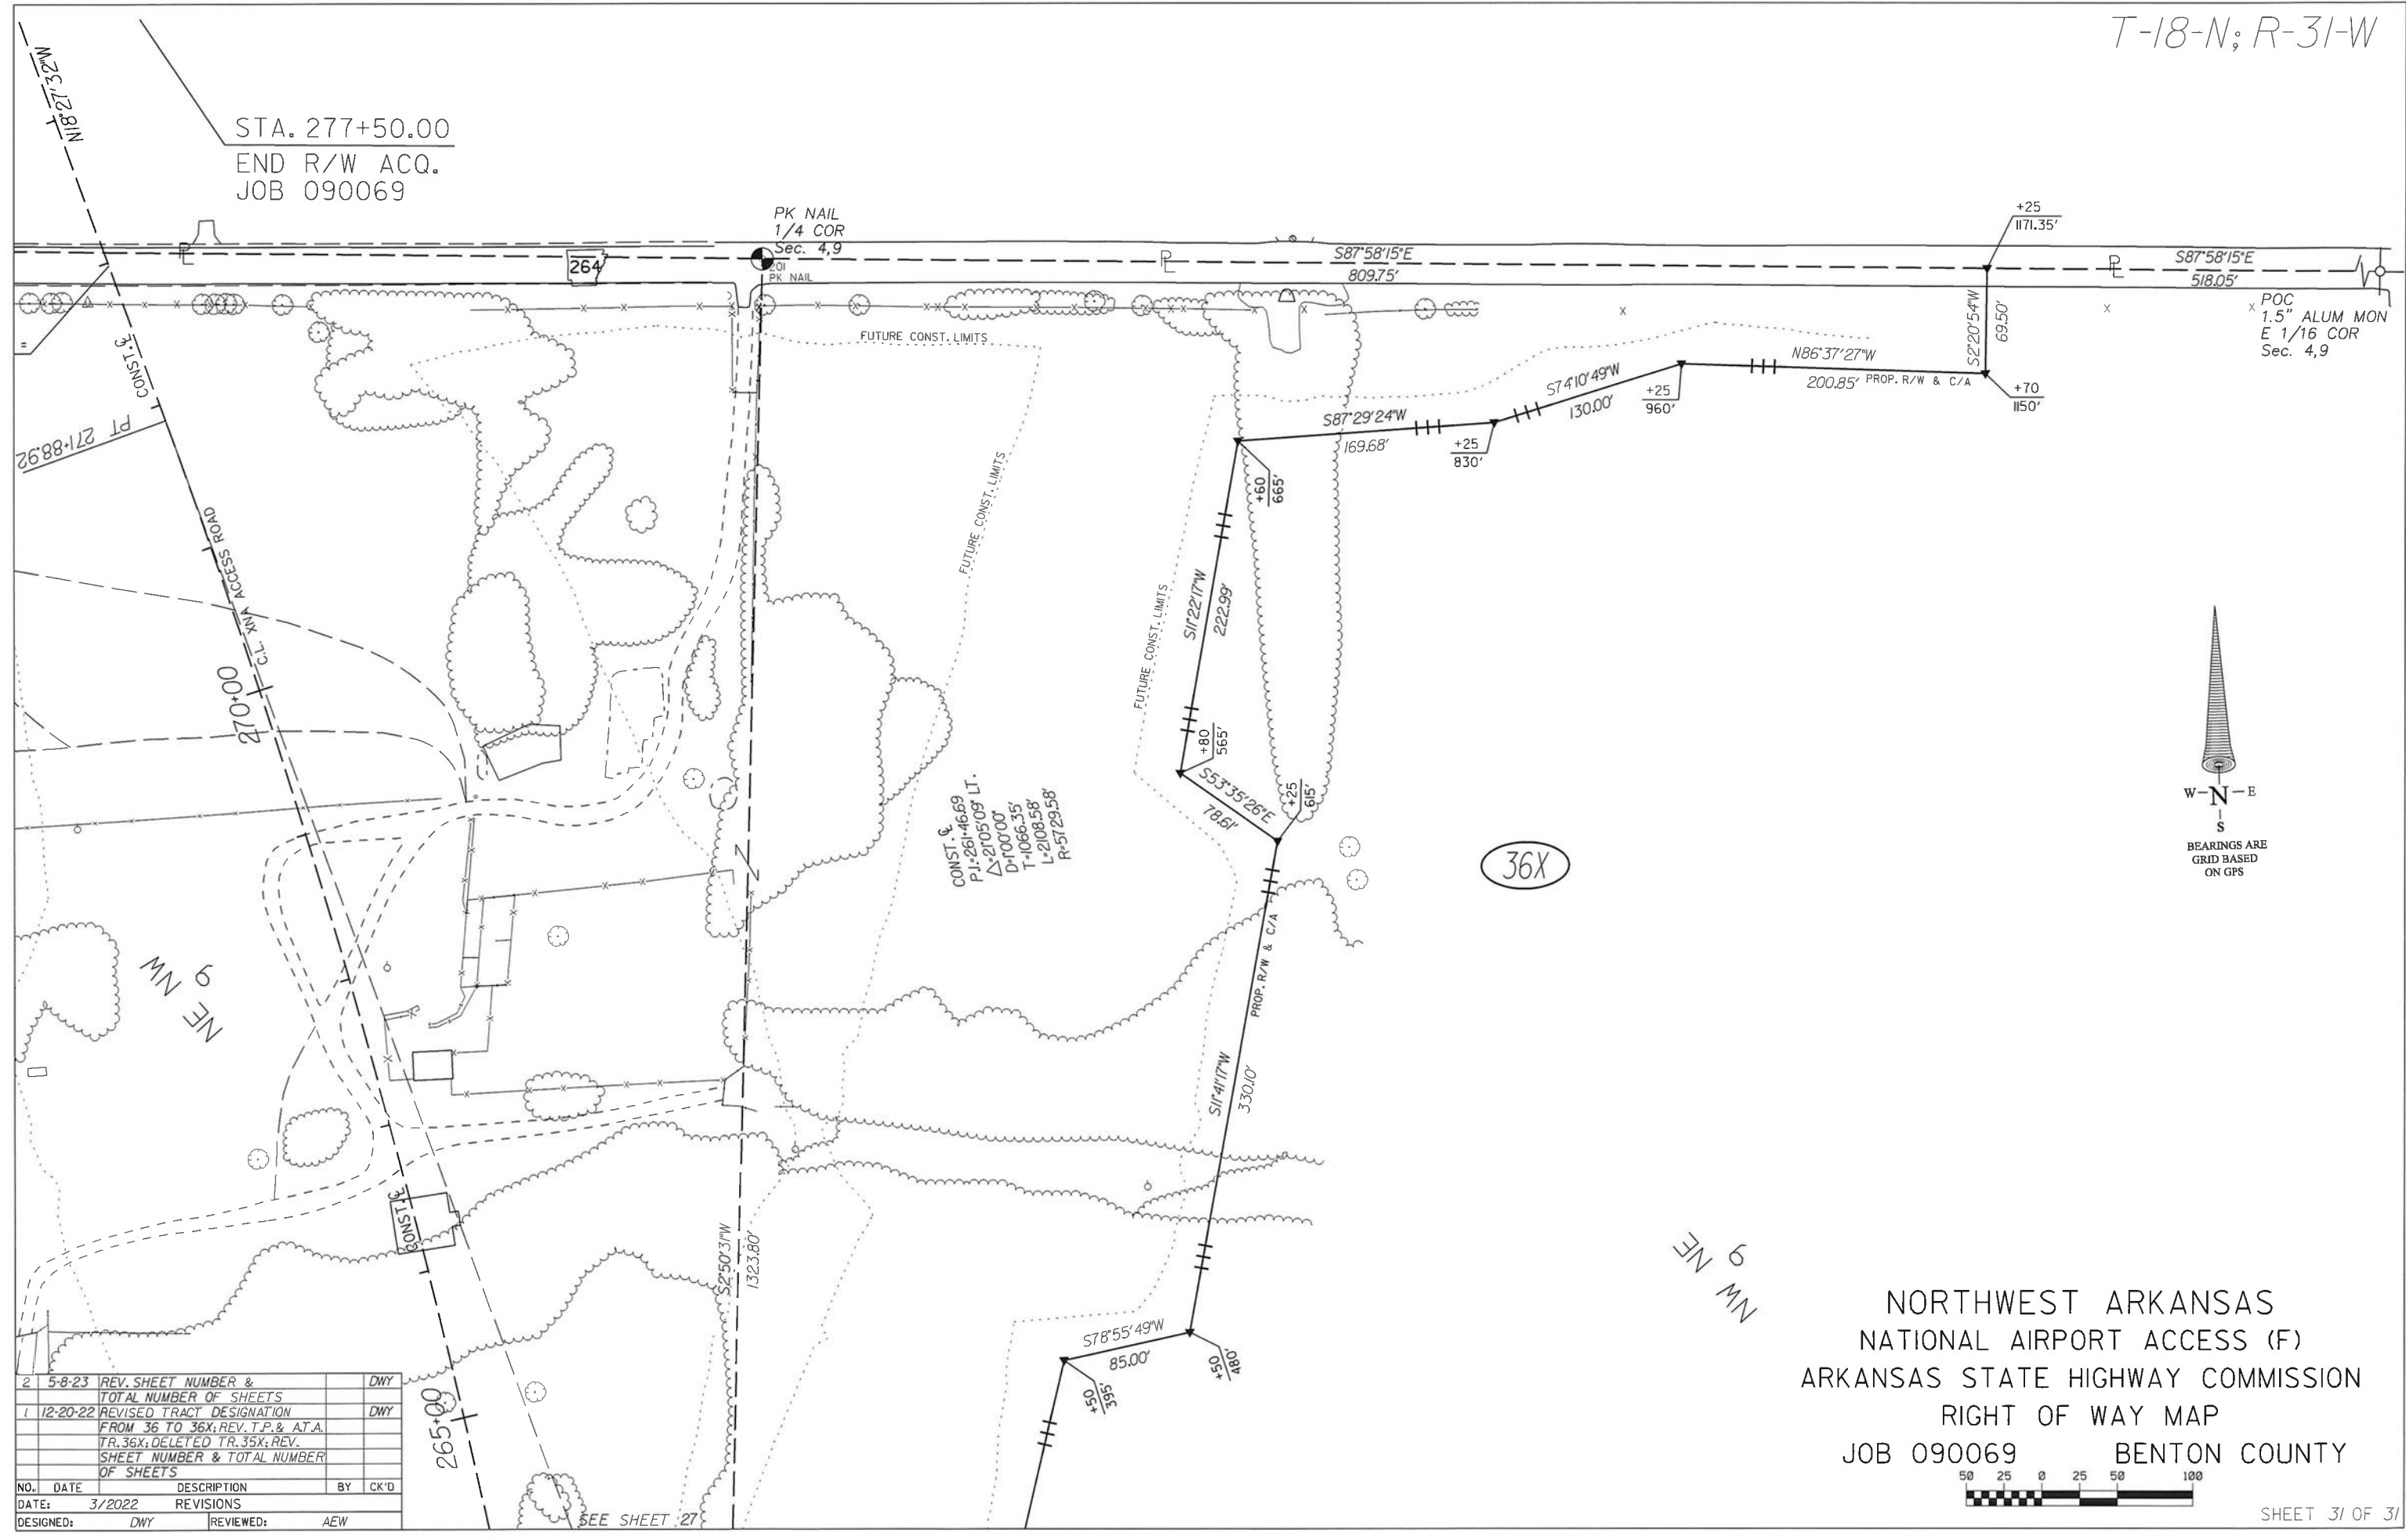 T-18-N; R-31-W
N18°27'32"W
STA. 277+50.00
END R/W ACQ.
JOB 090069
PK NAIL
1/4 COR
Sec. 4,9
201
PK NAIL
264
PL
PL
S87°58'15"E
809.75'
+25
1171.35'
PL
S87°58'15"E
518.05'
POC
1.5" ALUM MON
E 1/16 COR
Sec. 4,9
=
CONST. CL
PT 271+88.92
FUTURE CONST. LIMITS
S2°20'54"W
69.50'
N86°37'27"W
200.85' PROP. R/W & C/A
+70
1150'
S74°10'49"W
130.00'
+25
960'
S87°29'24"W
169.68'
+25
830'
+60
665'
C.L. XNA ACCESS ROAD
270+00
FUTURE CONST. LIMITS
FUTURE CONST. LIMITS
S11°22'17"W
222.99'
+80
565'
S53°35'26"E
78.61'
+25
615'
CONST. CL
P.I.=261+46.69
Δ=21°05'09" LT.
D=1°00'00"
T=1066.35'
L=2108.58'
R=5729.58'
36X
W-N-E
S
BEARINGS ARE
GRID BASED
ON GPS
NE NW
9
PROP. R/W & C/A
S11°41'17"W
330.10'
CONST. CL
S2°50'31"W
1323.80'
NW NE
9
S78°55'49"W
85.00'
+50
480'
+50
395'
265+00
SEE SHEET 27
2 5-8-23 REV. SHEET NUMBER & DWY
TOTAL NUMBER OF SHEETS
1 12-20-22 REVISED TRACT DESIGNATION DWY
FROM 36 TO 36X; REV. T.P. & A.T.A.
TR. 36X; DELETED TR. 35X; REV.
SHEET NUMBER & TOTAL NUMBER
OF SHEETS
NO. DATE DESCRIPTION BY CK'D
DATE: 3/2022 REVISIONS
DESIGNED: DWY REVIEWED: AEW
NORTHWEST ARKANSAS
NATIONAL AIRPORT ACCESS (F)
ARKANSAS STATE HIGHWAY COMMISSION
RIGHT OF WAY MAP
JOB 090069 BENTON COUNTY
50 25 0 25 50 100
SHEET 31 OF 31